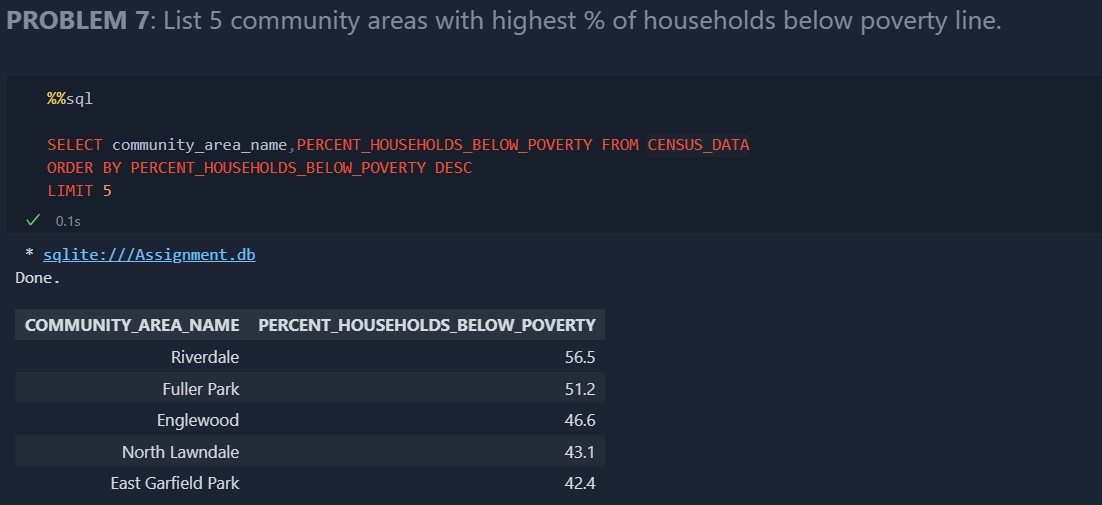 PROBLEM 7: List 5 community areas with highest % of households below poverty line.
%%sql
SELECT community_area_name,PERCENT_HOUSEHOLDS_BELOW_POVERTY FROM CENSUS_DATA
ORDER BY PERCENT_HOUSEHOLDS_BELOW_POVERTY DESC
LIMIT 5
0.1s
* sqlite:///Assignment.db
Done.
COMMUNITY_AREA_NAME PERCENT_HOUSEHOLDS_BELOW_POVERTY
Riverdale 56.5
Fuller Park 51.2
Englewood 46.6
North Lawndale 43.1
East Garfield Park 42.4